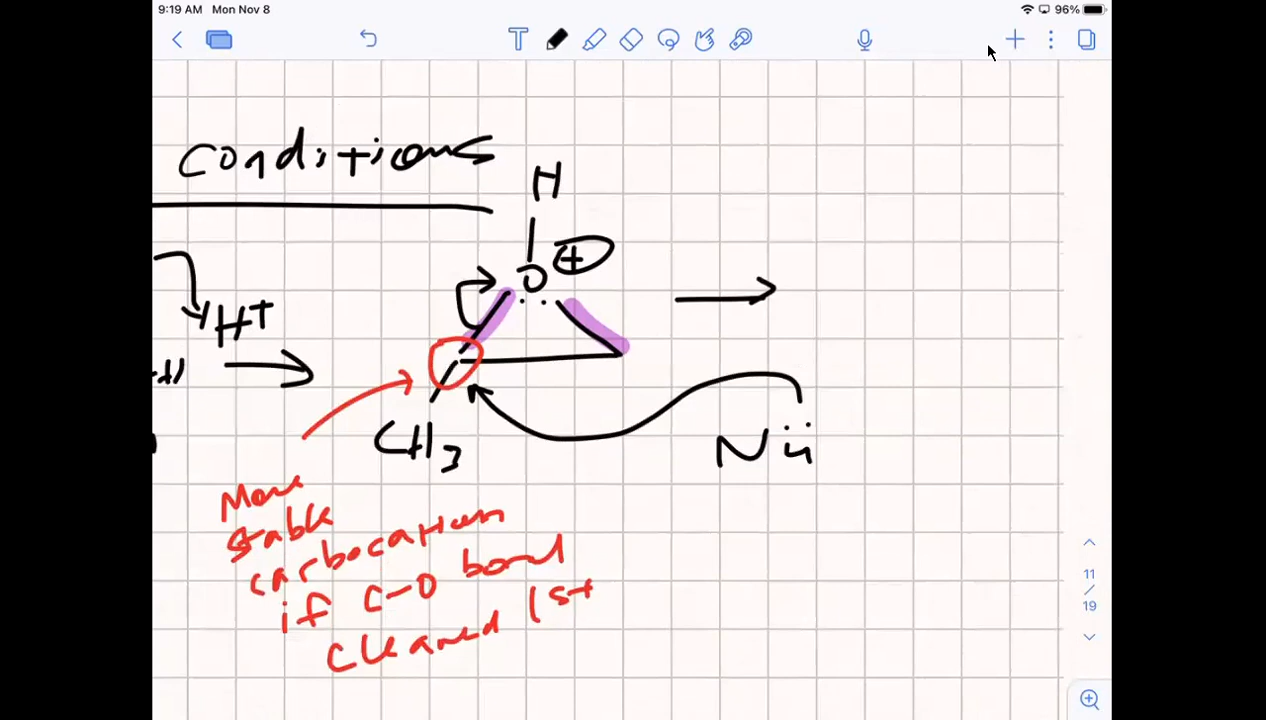 9:19 AM Mon Nov 8
96%
Conditions
H
O +
H+
CH3
Nu
More
stable
carbocation
if C-O bond
cleaved 1st
11
/
19